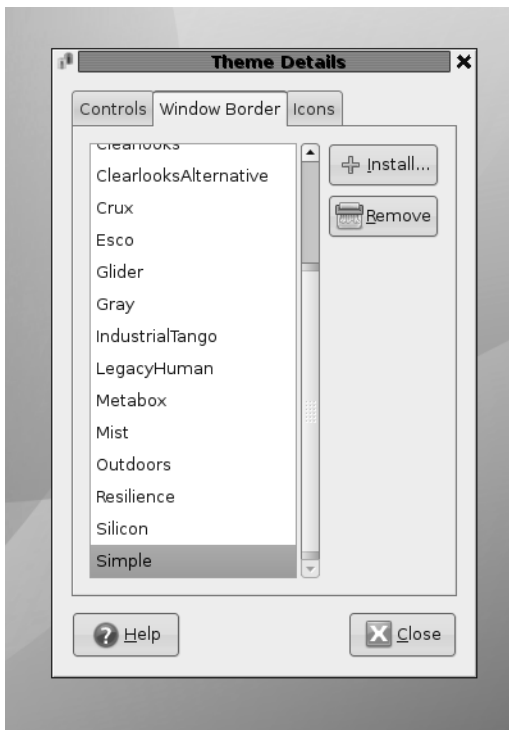 Theme Details
Controls
Window Border
Icons
Clearlooks
ClearlooksAlternative
Crux
Esco
Glider
Gray
IndustrialTango
LegacyHuman
Metabox
Mist
Outdoors
Resilience
Silicon
Simple
Install...
Remove
Help
Close